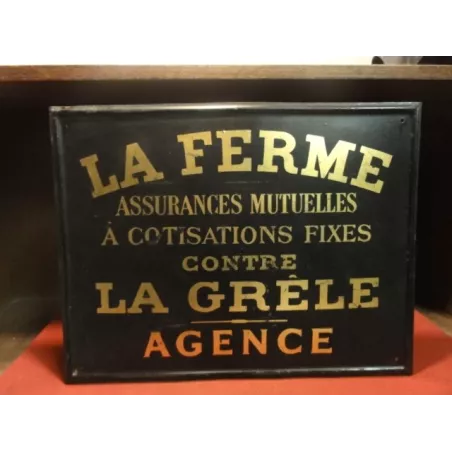 LA FERME
ASSURANCES MUTUELLES
À COTISATIONS FIXES
CONTRE
LA GRÊLE
AGENCE